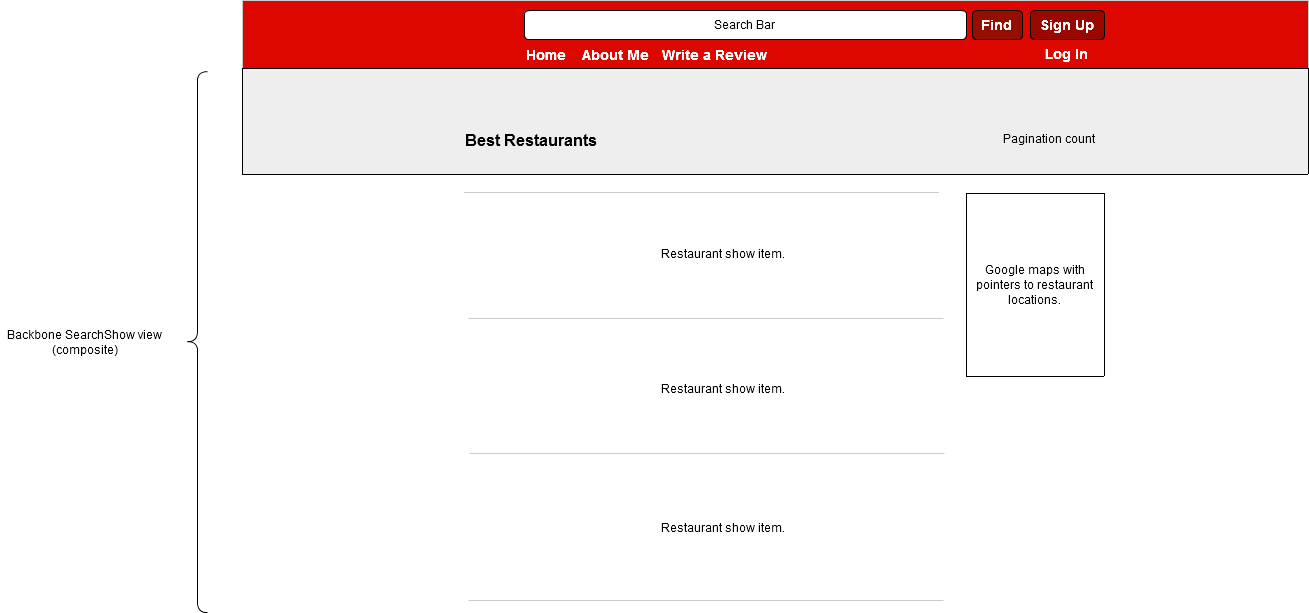 Search Bar
Find
Sign Up
Home
About Me
Write a Review
Log In
Best Restaurants
Pagination count
Restaurant show item.
Google maps with
pointers to restaurant
locations.
Backbone SearchShow view
(composite)
Restaurant show item.
Restaurant show item.